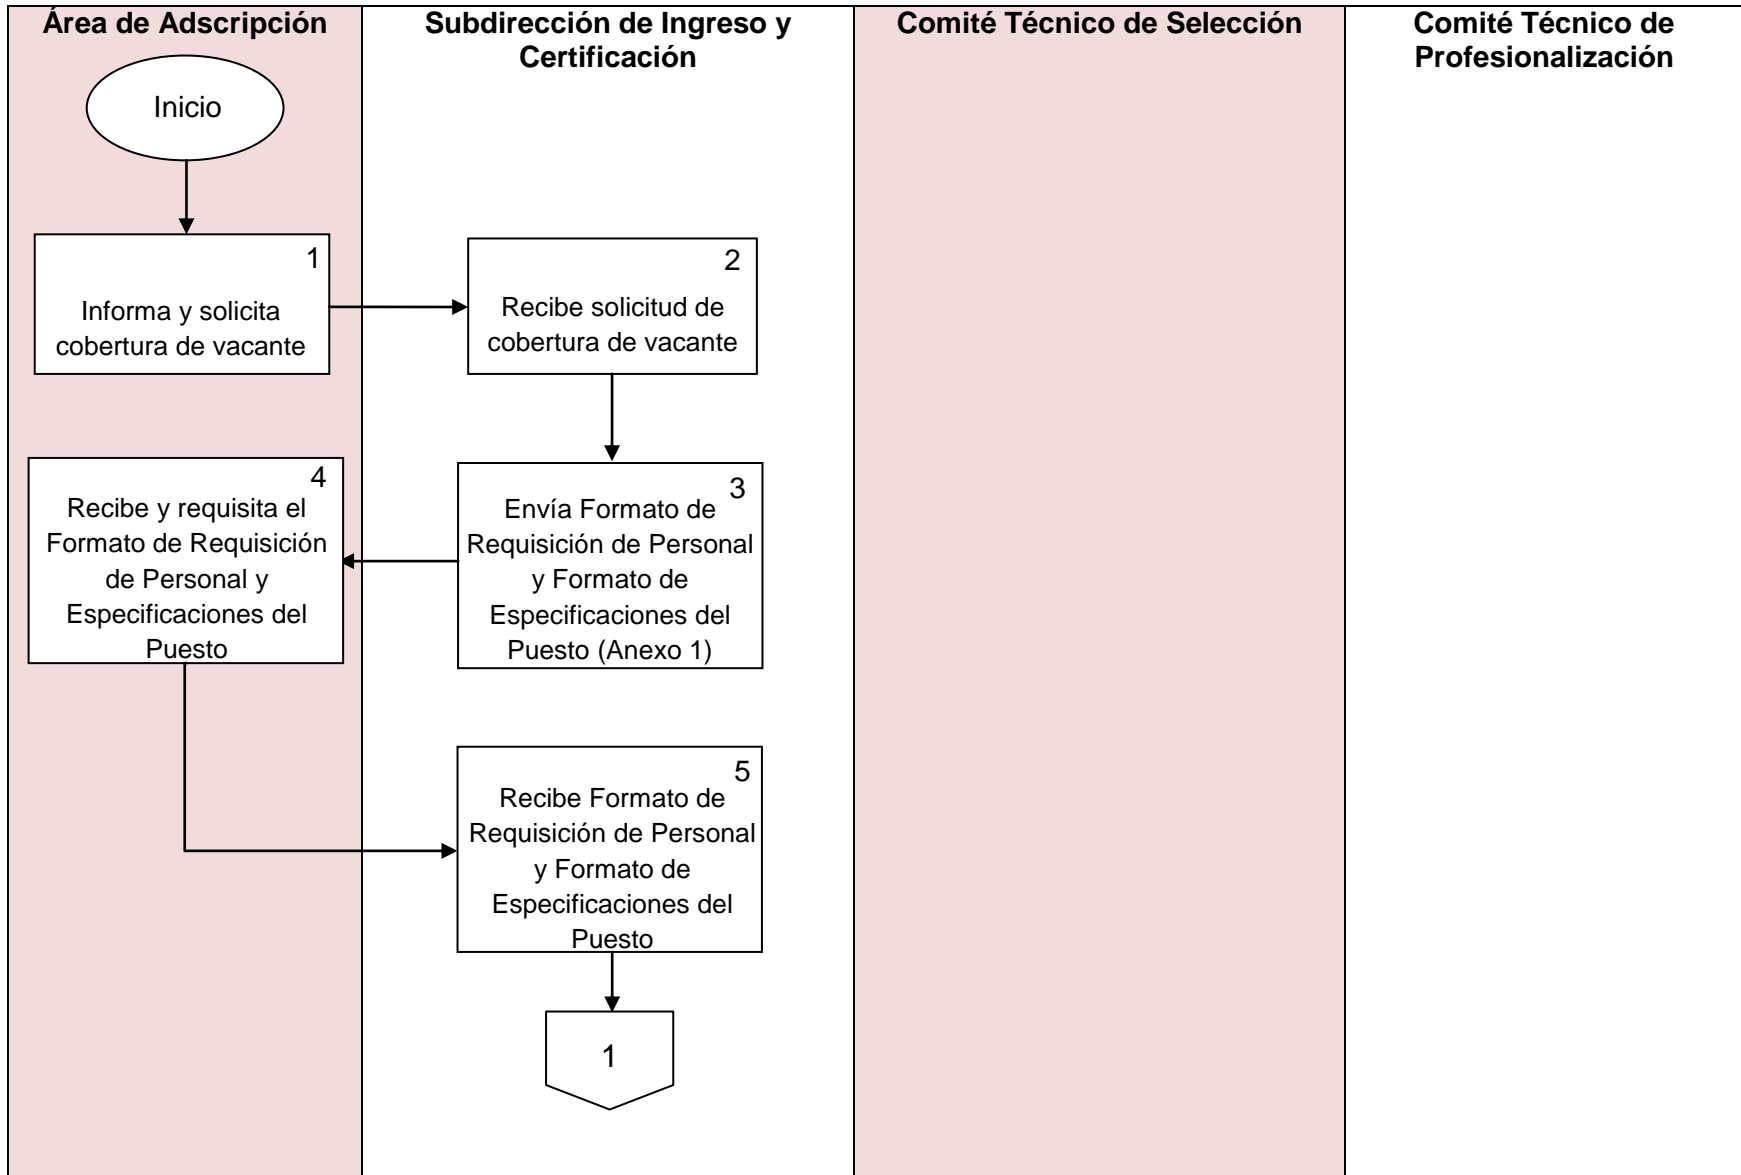 Área de Adscripción
Subdirección de Ingreso y
Certificación
Comité Técnico de Selección
Comité Técnico de
Profesionalización
Inicio
1
Informa y solicita
cobertura de vacante
2
Recibe solicitud de
cobertura de vacante
3
Envía Formato de
Requisición de Personal
y Formato de
Especificaciones del
Puesto (Anexo 1)
4
Recibe y requisita el
Formato de Requisición
de Personal y
Especificaciones del
Puesto
5
Recibe Formato de
Requisición de Personal
y Formato de
Especificaciones del
Puesto
1